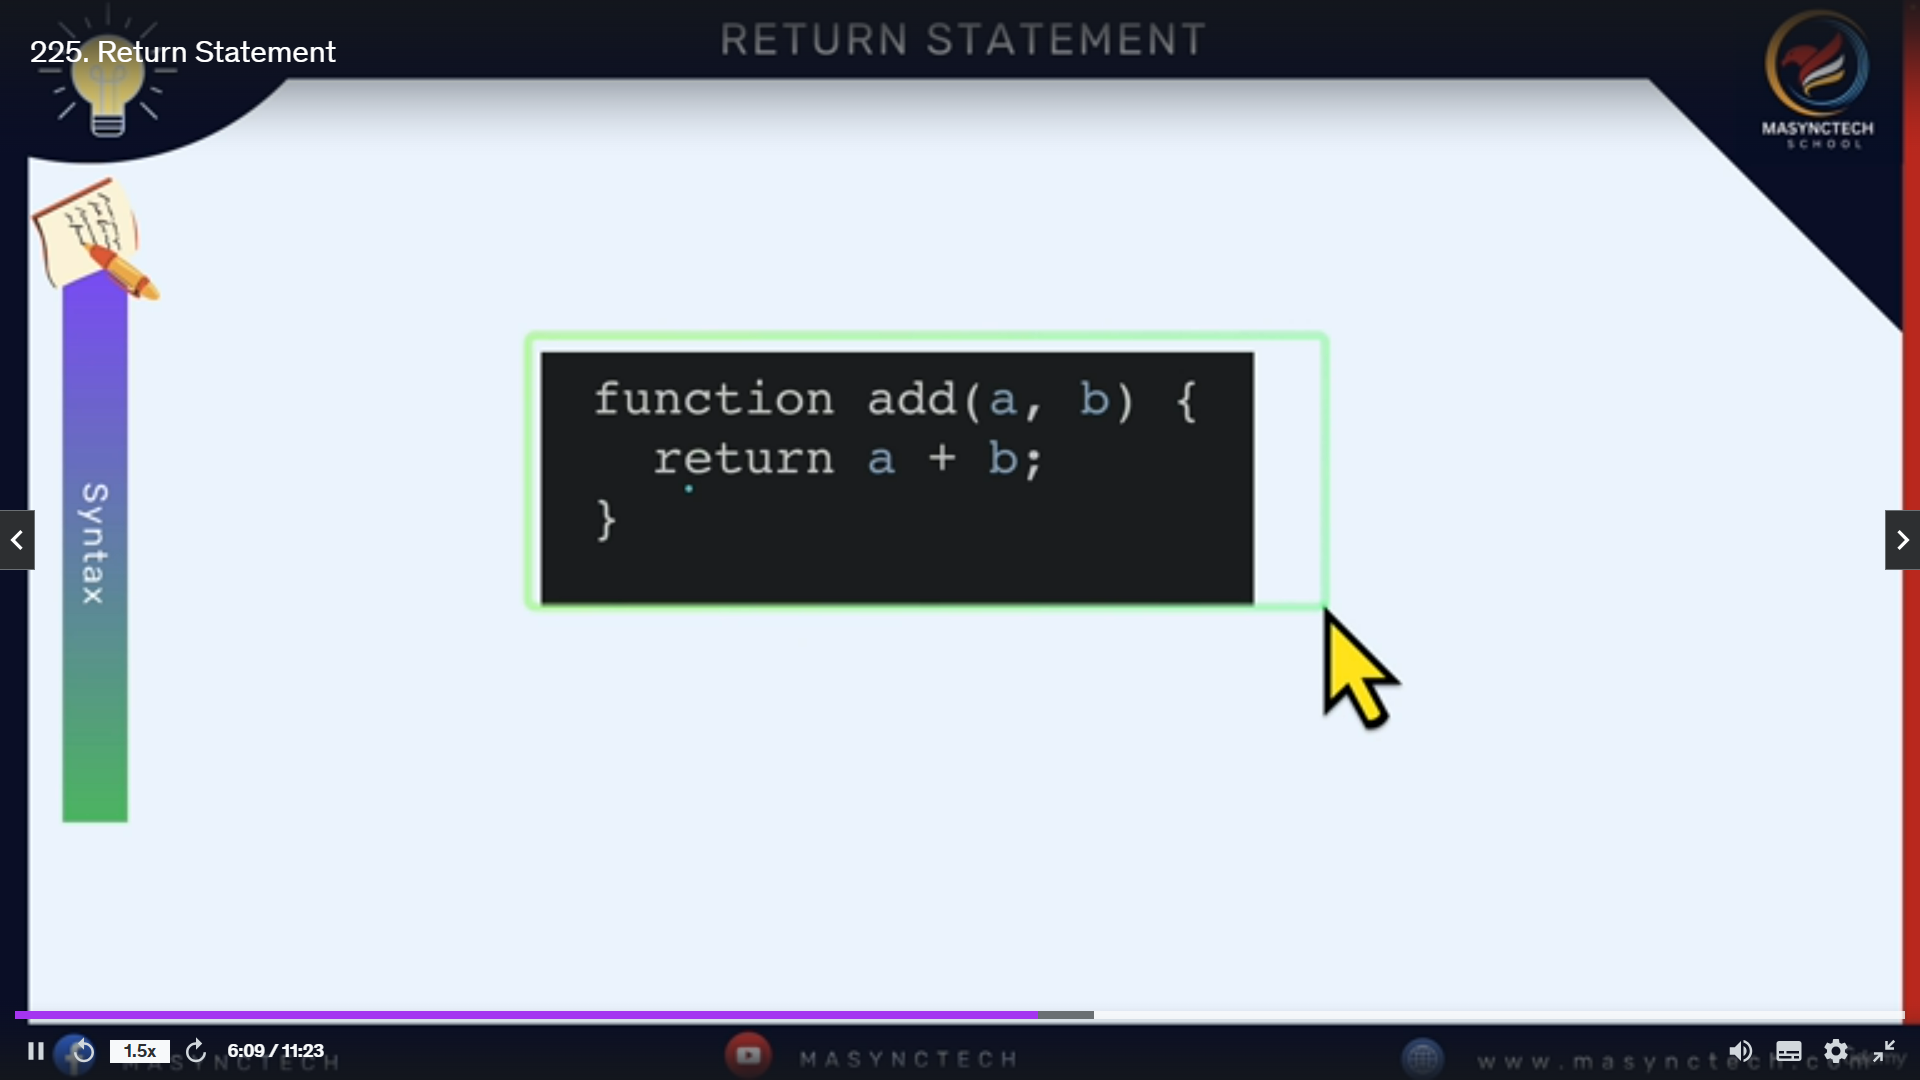 225. Return Statement
RETURN STATEMENT
MASYNCTECH
SCHOOL
Syntax
function add(a, b) {
return a + b;
}
1.5x
6:09 / 11:23
MASYNCTECH
MASYNCTECH
www.masynctech.com